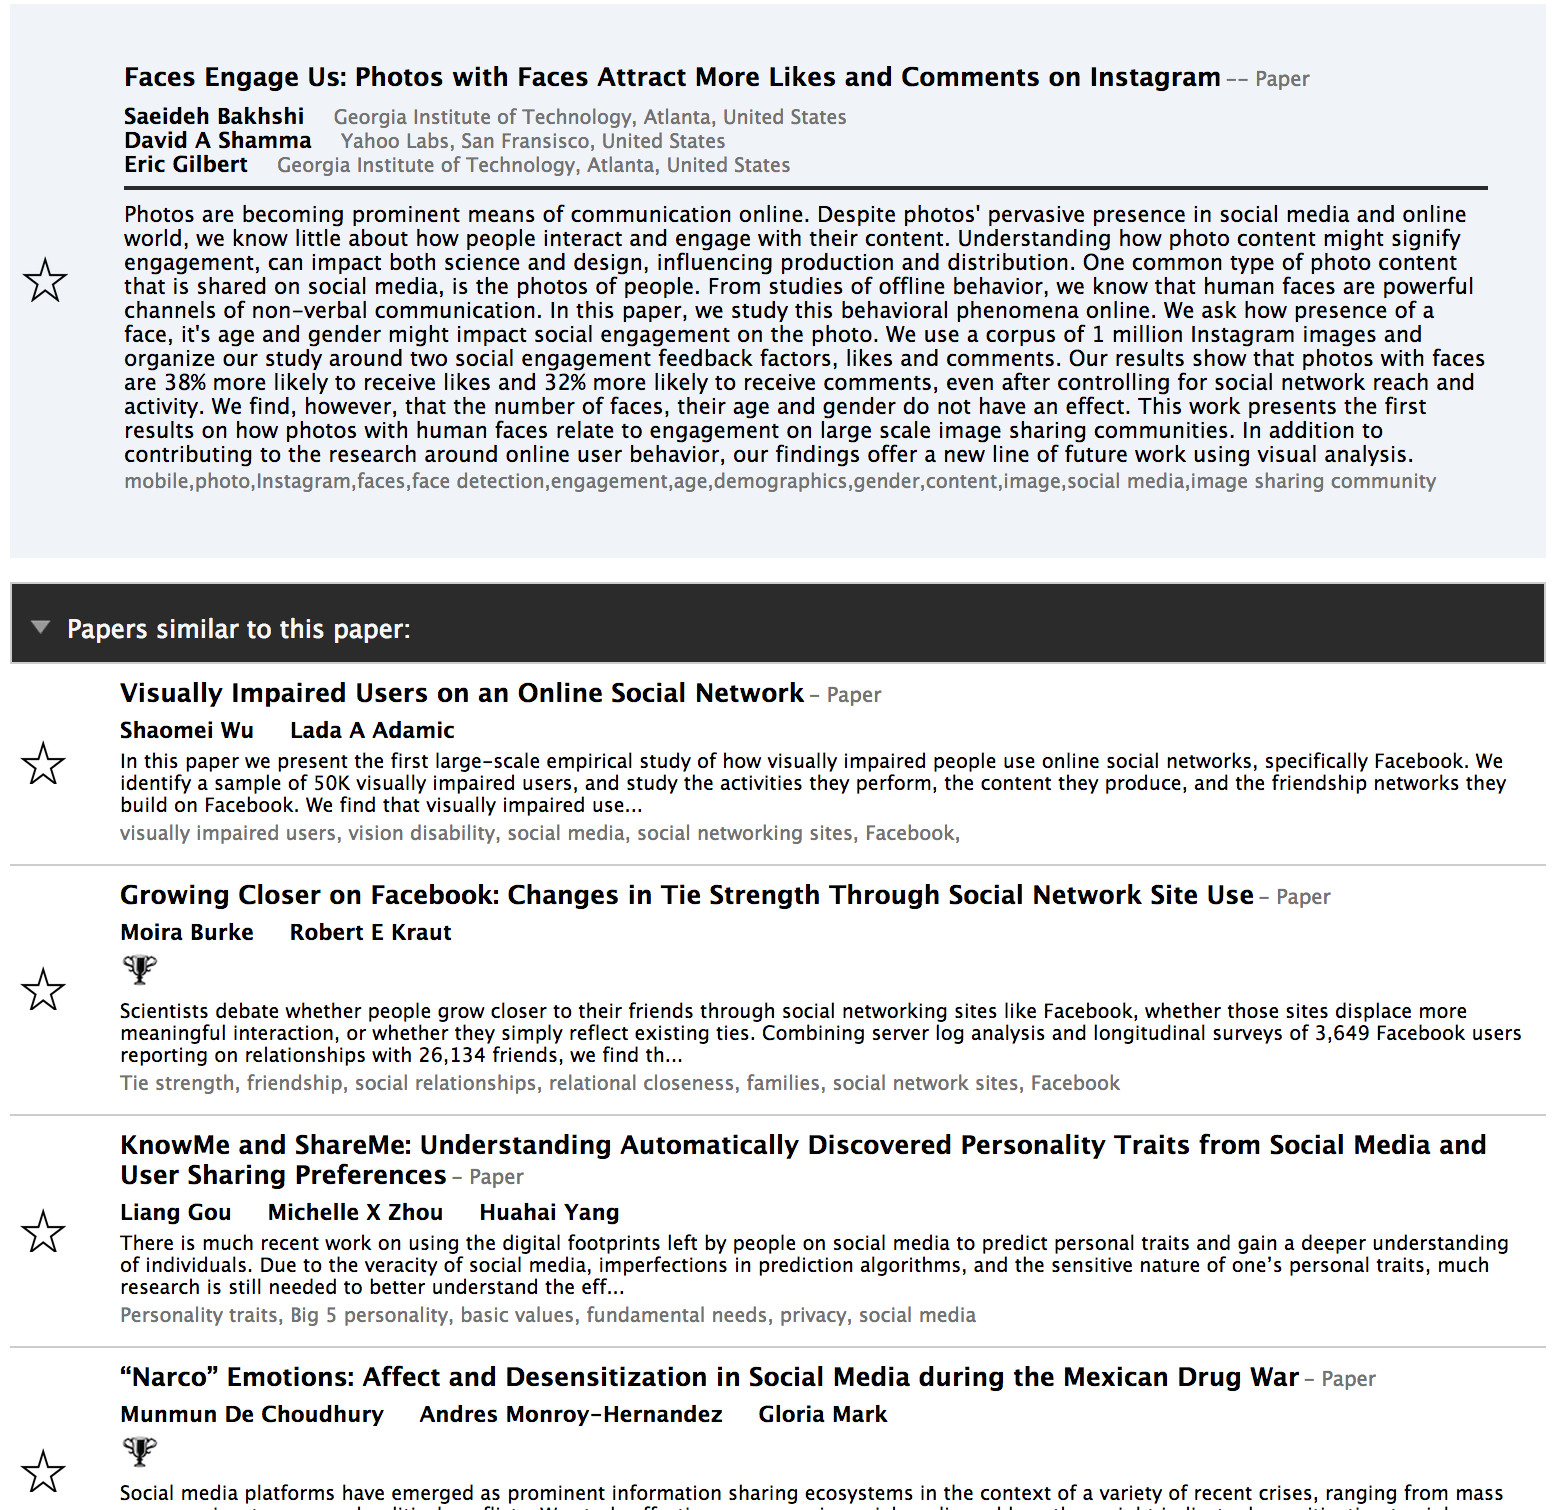 Faces Engage Us: Photos with Faces Attract More Likes and Comments on Instagram -- Paper
Saeideh Bakhshi Georgia Institute of Technology, Atlanta, United States
David A Shamma Yahoo Labs, San Fransisco, United States
Eric Gilbert Georgia Institute of Technology, Atlanta, United States
Photos are becoming prominent means of communication online. Despite photos' pervasive presence in social media and online
world, we know little about how people interact and engage with their content. Understanding how photo content might signify
engagement, can impact both science and design, influencing production and distribution. One common type of photo content
that is shared on social media, is the photos of people. From studies of offline behavior, we know that human faces are powerful
channels of non-verbal communication. In this paper, we study this behavioral phenomena online. We ask how presence of a
face, it's age and gender might impact social engagement on the photo. We use a corpus of 1 million Instagram images and
organize our study around two social engagement feedback factors, likes and comments. Our results show that photos with faces
are 38% more likely to receive likes and 32% more likely to receive comments, even after controlling for social network reach and
activity. We find, however, that the number of faces, their age and gender do not have an effect. This work presents the first
results on how photos with human faces relate to engagement on large scale image sharing communities. In addition to
contributing to the research around online user behavior, our findings offer a new line of future work using visual analysis.
mobile,photo,Instagram,faces,face detection,engagement,age,demographics,gender,content,image,social media,image sharing community
Papers similar to this paper:
Visually Impaired Users on an Online Social Network - Paper
Shaomei Wu Lada A Adamic
In this paper we present the first large-scale empirical study of how visually impaired people use online social networks, specifically Facebook. We
identify a sample of 50K visually impaired users, and study the activities they perform, the content they produce, and the friendship networks they
build on Facebook. We find that visually impaired use...
visually impaired users, vision disability, social media, social networking sites, Facebook,
Growing Closer on Facebook: Changes in Tie Strength Through Social Network Site Use - Paper
Moira Burke Robert E Kraut
Scientists debate whether people grow closer to their friends through social networking sites like Facebook, whether those sites displace more
meaningful interaction, or whether they simply reflect existing ties. Combining server log analysis and longitudinal surveys of 3,649 Facebook users
reporting on relationships with 26,134 friends, we find th...
Tie strength, friendship, social relationships, relational closeness, families, social network sites, Facebook
KnowMe and ShareMe: Understanding Automatically Discovered Personality Traits from Social Media and
User Sharing Preferences - Paper
Liang Gou Michelle X Zhou Huahai Yang
There is much recent work on using the digital footprints left by people on social media to predict personal traits and gain a deeper understanding
of individuals. Due to the veracity of social media, imperfections in prediction algorithms, and the sensitive nature of one’s personal traits, much
research is still needed to better understand the eff...
Personality traits, Big 5 personality, basic values, fundamental needs, privacy, social media
“Narco” Emotions: Affect and Desensitization in Social Media during the Mexican Drug War - Paper
Munmun De Choudhury Andres Monroy-Hernandez Gloria Mark
Social media platforms have emerged as prominent information sharing ecosystems in the context of a variety of recent crises, ranging from mass